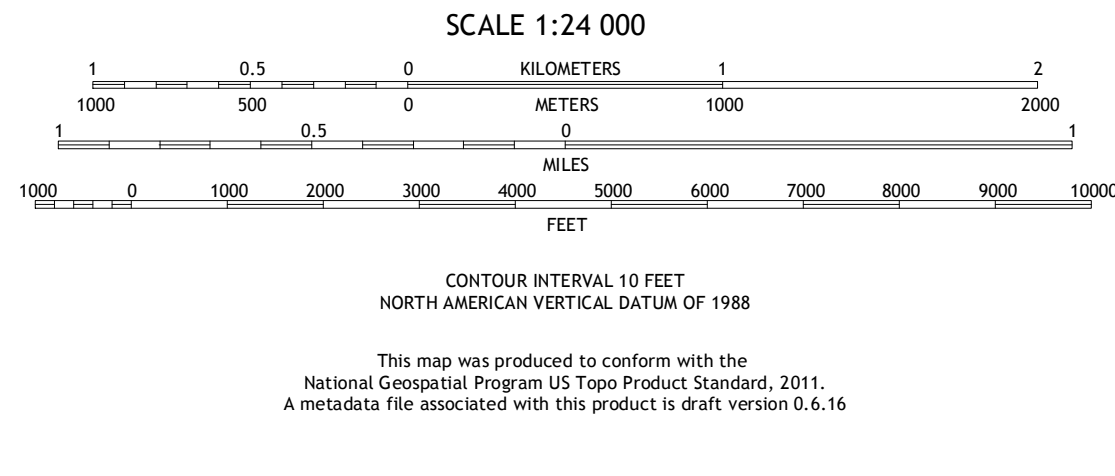 SCALE 1:24 000
1 0.5 0 KILOMETERS 1 2
1000 500 0 METERS 1000 2000
1 0.5 0 1
MILES
1000 0 1000 2000 3000 4000 5000 6000 7000 8000 9000 10000
FEET
CONTOUR INTERVAL 10 FEET
NORTH AMERICAN VERTICAL DATUM OF 1988
This map was produced to conform with the
National Geospatial Program US Topo Product Standard, 2011.
A metadata file associated with this product is draft version 0.6.16